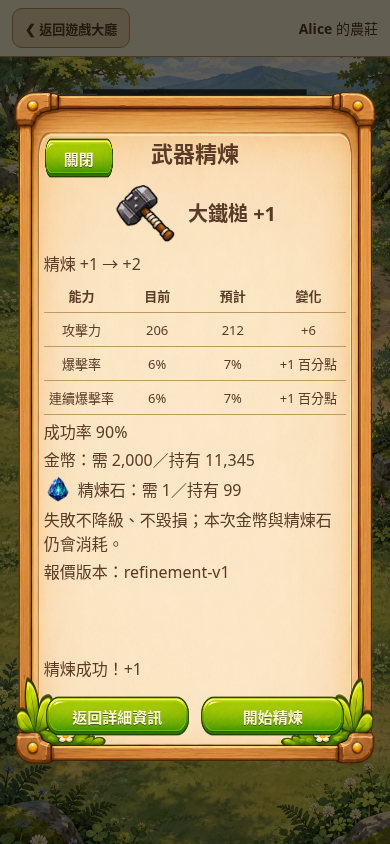 ❮ 返回遊戲大廳
Alice 的農莊
關閉
武器精煉
大鐵槌 +1
精煉 +1 → +2
能力 目前 預計 變化
攻擊力 206 212 +6
爆擊率 6% 7% +1 百分點
連續爆擊率 6% 7% +1 百分點
成功率 90%
金幣：需 2,000／持有 11,345
精煉石：需 1／持有 99
失敗不降級、不毀損；本次金幣與精煉石
仍會消耗。
報價版本：refinement-v1
精煉成功！+1
返回詳細資訊
開始精煉